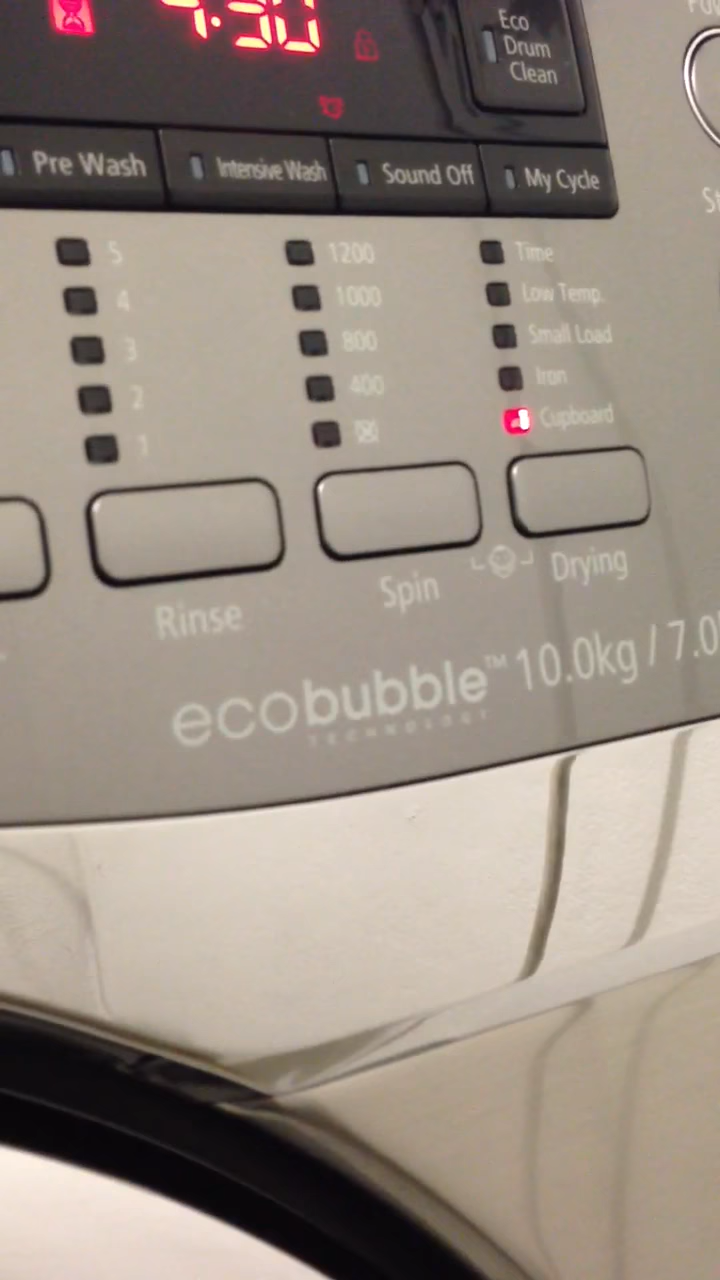 4:30
Eco
Drum
Clean
Pre Wash
Intensive Wash
Sound Off
My Cycle
5
1200
Time
4
1000
Low Temp.
3
800
Small Load
2
400
Iron
1
Cupboard
Rinse
Spin
Drying
ecobubble™ 10.0kg / 7.0
TECHNOLOGY